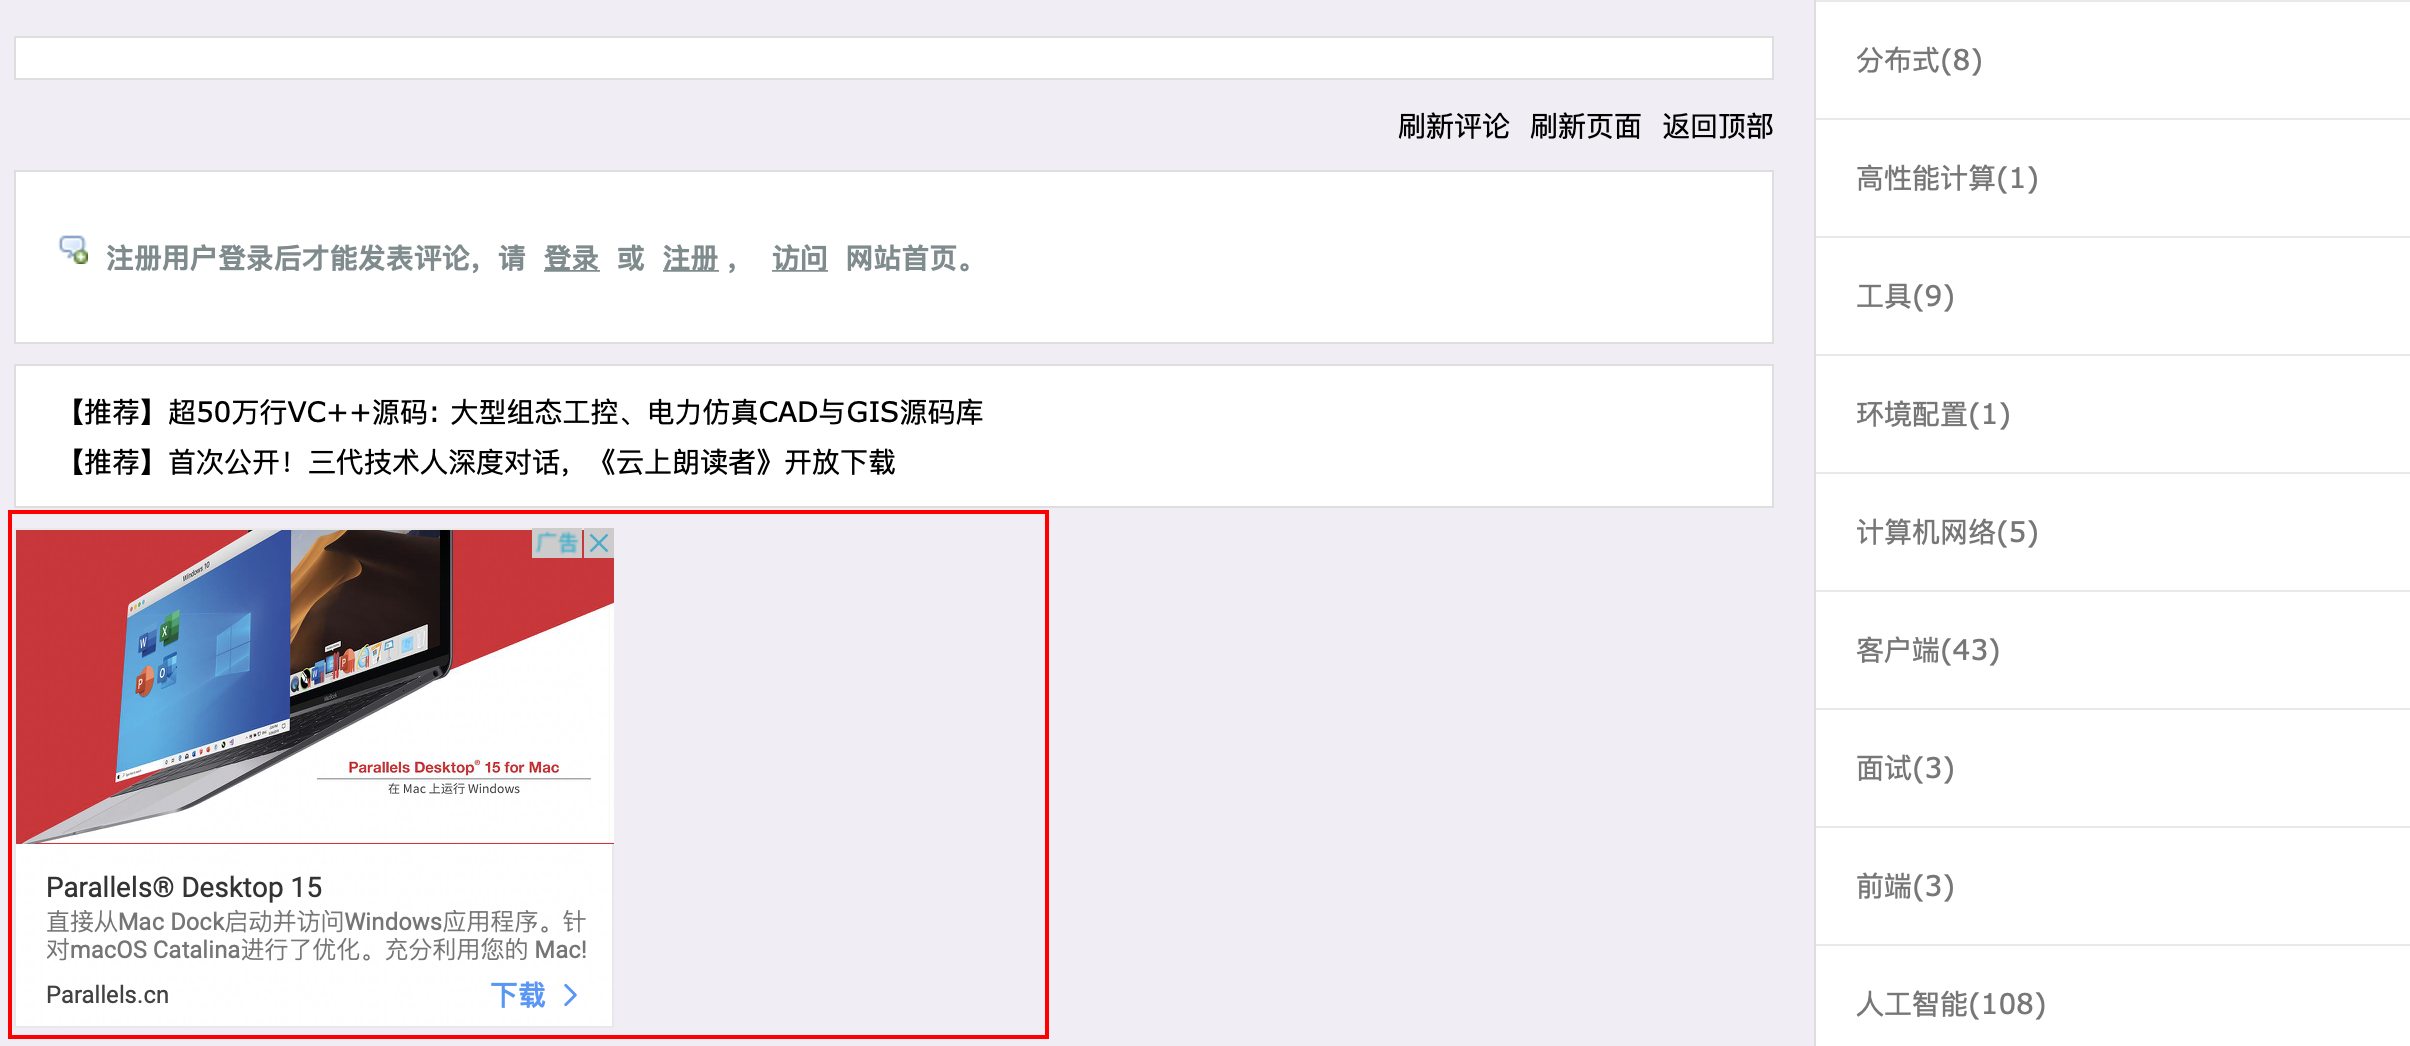 刷新评论 刷新页面 返回顶部
注册用户登录后才能发表评论，请 登录 或 注册， 访问 网站首页。
【推荐】超50万行VC++源码: 大型组态工控、电力仿真CAD与GIS源码库
【推荐】首次公开！三代技术人深度对话，《云上朗读者》开放下载
广告
Windows 10
Parallels Desktop® 15 for Mac
在 Mac 上运行 Windows
Parallels® Desktop 15
直接从Mac Dock启动并访问Windows应用程序。针
对macOS Catalina进行了优化。充分利用您的 Mac!
Parallels.cn
下载
分布式(8)
高性能计算(1)
工具(9)
环境配置(1)
计算机网络(5)
客户端(43)
面试(3)
前端(3)
人工智能(108)